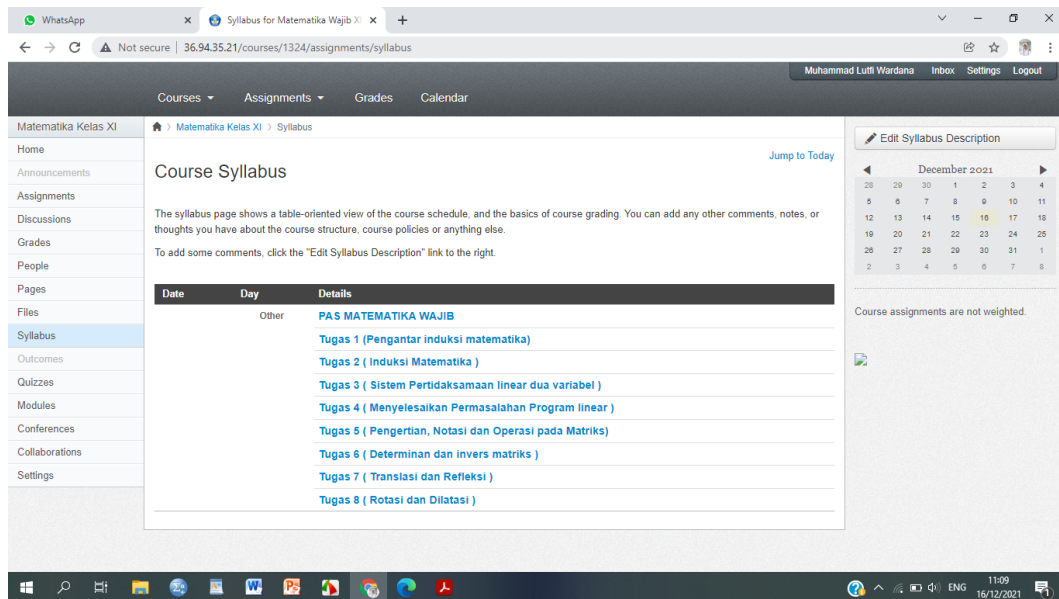 WhatsApp
Syllabus for Matematika Wajib XI
Not secure | 36.94.35.21/courses/1324/assignments/syllabus
Muhammad Lutfi Wardana Inbox Settings Logout
Courses Assignments Grades Calendar
Matematika Kelas XI
Home
Announcements
Assignments
Discussions
Grades
People
Pages
Files
Syllabus
Outcomes
Quizzes
Modules
Conferences
Collaborations
Settings
Matematika Kelas XI > Syllabus
Jump to Today
Course Syllabus
The syllabus page shows a table-oriented view of the course schedule, and the basics of course grading. You can add any other comments, notes, or
thoughts you have about the course structure, course policies or anything else.
To add some comments, click the "Edit Syllabus Description" link to the right.
Date Day Details
Other PAS MATEMATIKA WAJIB
Tugas 1 (Pengantar induksi matematika)
Tugas 2 ( Induksi Matematika )
Tugas 3 ( Sistem Pertidaksamaan linear dua variabel )
Tugas 4 ( Menyelesaikan Permasalahan Program linear )
Tugas 5 ( Pengertian, Notasi dan Operasi pada Matriks)
Tugas 6 ( Determinan dan invers matriks )
Tugas 7 ( Translasi dan Refleksi )
Tugas 8 ( Rotasi dan Dilatasi )
Edit Syllabus Description
December 2021
28 29 30 1 2 3 4
5 6 7 8 9 10 11
12 13 14 15 16 17 18
19 20 21 22 23 24 25
26 27 28 29 30 31 1
2 3 4 5 6 7 8
Course assignments are not weighted.
ENG
11:09
16/12/2021